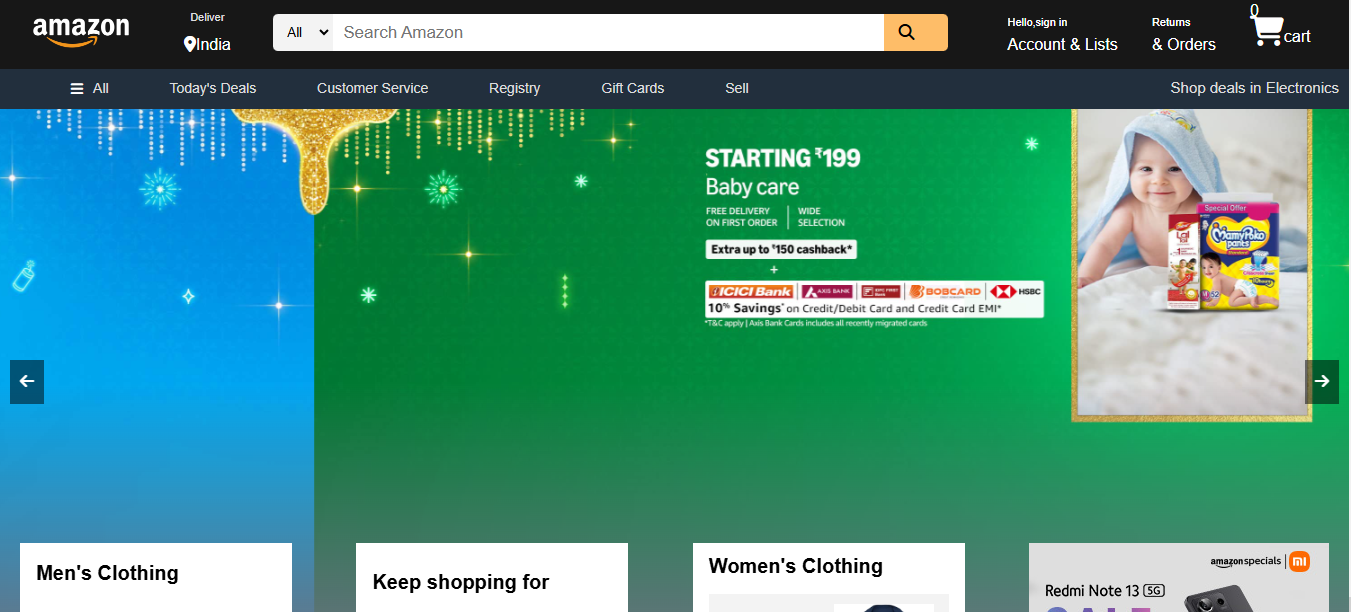 amazon
Deliver
India
All
Search Amazon
Hello,sign in
Account & Lists
Returns
& Orders
0
cart
All
Today's Deals
Customer Service
Registry
Gift Cards
Sell
Shop deals in Electronics
STARTING ₹199
Baby care
FREE DELIVERY
ON FIRST ORDER
WIDE
SELECTION
Extra up to ₹150 cashback*
+
ICICI Bank
AXIS BANK
IDFC FIRST
Bank
BOBCARD
HSBC
10% Savings* on Credit/Debit Card and Credit Card EMI*
*T&C apply | Axis Bank Cards includes all recently migrated cards
Special Offer
MamyPoko
pants
52
Men's Clothing
Keep shopping for
Women's Clothing
amazonspecials
mi
Redmi Note 13 5G
SALE